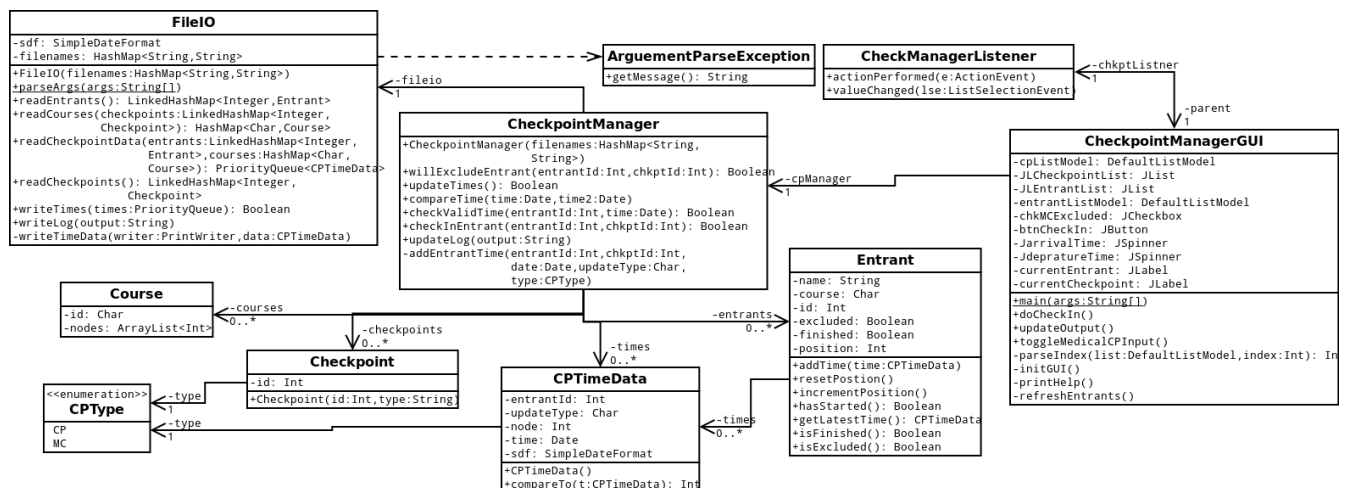 FileIO
-sdf: SimpleDateFormat
-filenames: HashMap<String,String>
+FileIO(filenames:HashMap<String,String>)
+parseArgs(args:String[])
+readEntrants(): LinkedHashMap<Integer,Entrant>
+readCourses(checkpoints:LinkedHashMap<Integer,
Checkpoint>): HashMap<Char,Course>
+readCheckpointData(entrants:LinkedHashMap<Integer,
Entrant>,courses:HashMap<Char,
Course>): PriorityQueue<CPTimeData>
+readCheckpoints(): LinkedHashMap<Integer,
Checkpoint>
+writeTimes(times:PriorityQueue): Boolean
+writeLog(output:String)
-writeTimeData(writer:PrintWriter,data:CPTimeData)
-fileio
1
ArguementParseException
+getMessage(): String
CheckManagerListener
+actionPerformed(e:ActionEvent)
+valueChanged(lse:ListSelectionEvent)
-chkptListner
1
-parent
1
CheckpointManager
+CheckpointManager(filenames:HashMap<String,
String>)
+willExcludeEntrant(entrantId:Int,chkptId:Int): Boolean
+updateTimes(): Boolean
+compareTime(time:Date,time2:Date)
+checkValidTime(entrantId:Int,time:Date): Boolean
+checkInEntrant(entrantId:Int,chkptId:Int): Boolean
+updateLog(output:String)
-addEntrantTime(entrantId:Int,chkptId:Int,
date:Date,updateType:Char,
type:CPType)
-cpManager
1
CheckpointManagerGUI
-cpListModel: DefaultListModel
-JLCheckpointList: JList
-JLEntrantList: JList
-entrantListModel: DefaultListModel
-chkMCExcluded: JCheckbox
-btnCheckIn: JButton
-JarrivalTime: JSpinner
-JdepratureTime: JSpinner
-currentEntrant: JLabel
-currentCheckpoint: JLabel
+main(args:String[])
+doCheckIn()
+updateOutput()
+toggleMedicalCPInput()
-parseIndex(list:DefaultListModel,index:Int): In
-initGUI()
-printHelp()
-refreshEntrants()
Course
-id: Char
-nodes: ArrayList<Int>
-courses
0..*
-checkpoints
0..*
-times
0..*
-entrants
0..*
Entrant
-name: String
-course: Char
-id: Int
-excluded: Boolean
-finished: Boolean
-position: Int
+addTime(time:CPTimeData)
+resetPostion()
+incrementPosition()
+hasStarted(): Boolean
+getLatestTime(): CPTimeData
+isFinished(): Boolean
+isExcluded(): Boolean
Checkpoint
-id: Int
+Checkpoint(id:Int,type:String)
<<enumeration>>
CPType
CP
MC
-type
1
-type
1
CPTimeData
-entrantId: Int
-updateType: Char
-node: Int
-time: Date
-sdf: SimpleDateFormat
+CPTimeData()
+compareTo(t:CPTimeData): Int
-times
0..*